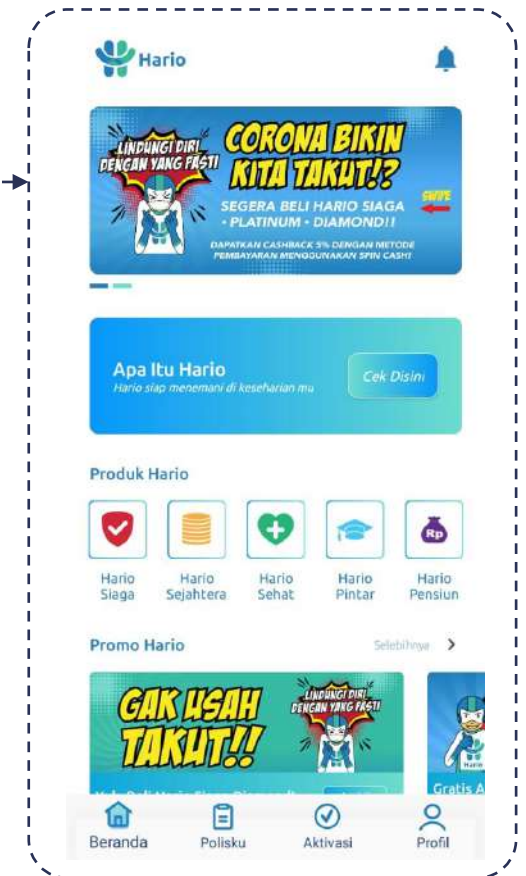 Hario
LINDUNGI DIRI
DENGAN YANG PASTI
CORONA BIKIN
KITA TAKUT!?
SEGERA BELI HARIO SIAGA
- PLATINUM - DIAMOND!!
SWIPE
DAPATKAN CASHBACK 5% DENGAN METODE
PEMBAYARAN MENGGUNAKAN SPIN CASH!
Apa Itu Hario
Hario siap menemani di keseharian mu
Cek Disini
Produk Hario
Hario
Siaga
Hario
Sejahtera
Hario
Sehat
Hario
Pintar
Rp
Hario
Pensiun
Promo Hario
Selebihnya
GAK USAH
TAKUT!!
LINDUNGI DIRI
DENGAN YANG PASTI
Hario
Gratis A
Beranda
Polisku
Aktivasi
Profil